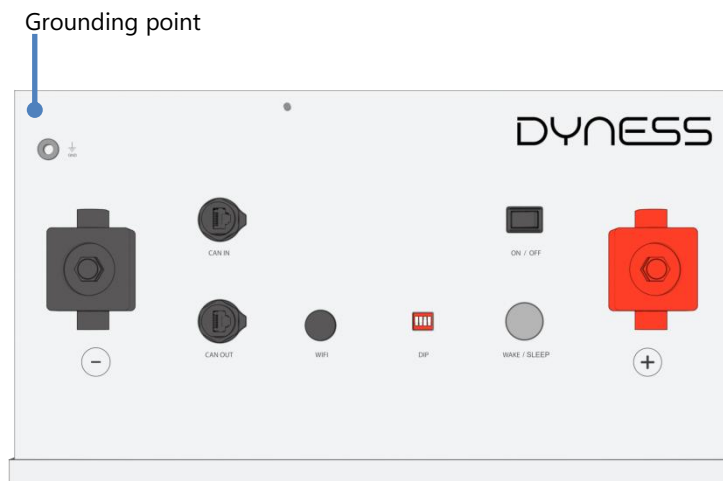 Grounding point
DYNESS
CAN IN
ON / OFF
CAN OUT
WIFI
DIP
WAKE / SLEEP
−
+